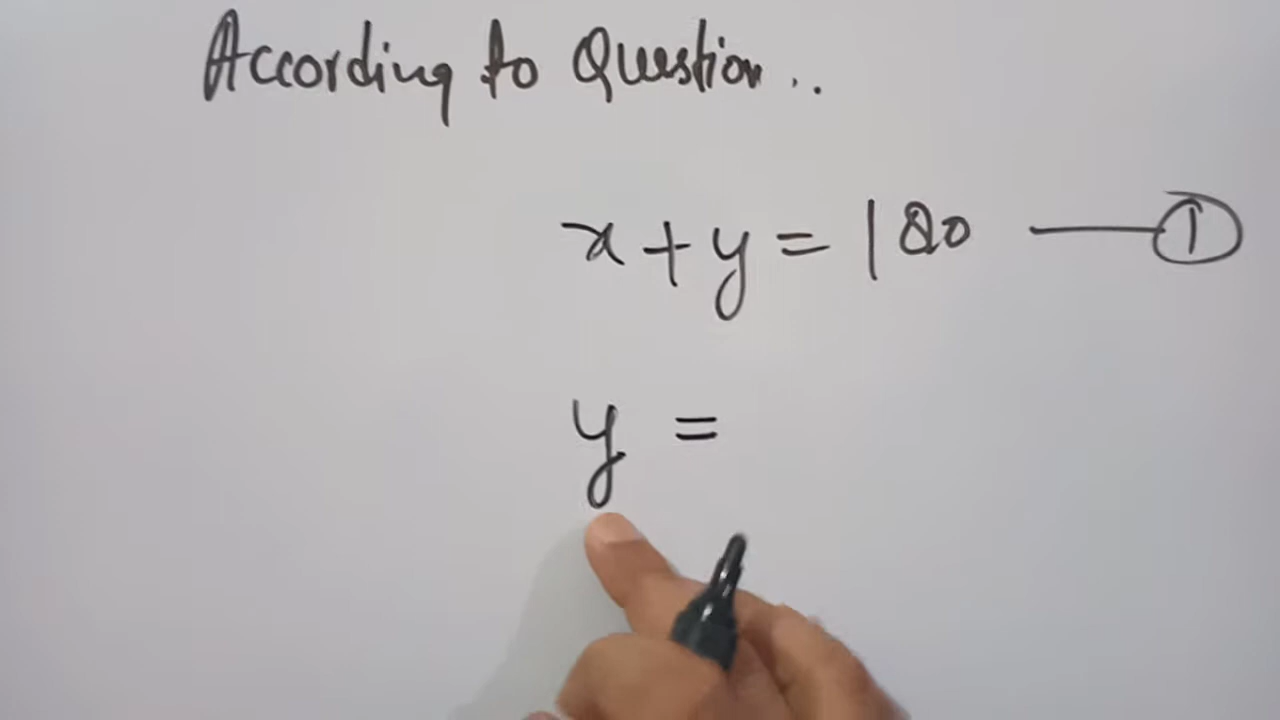 According to Question..
x+y=180 — ①
y =